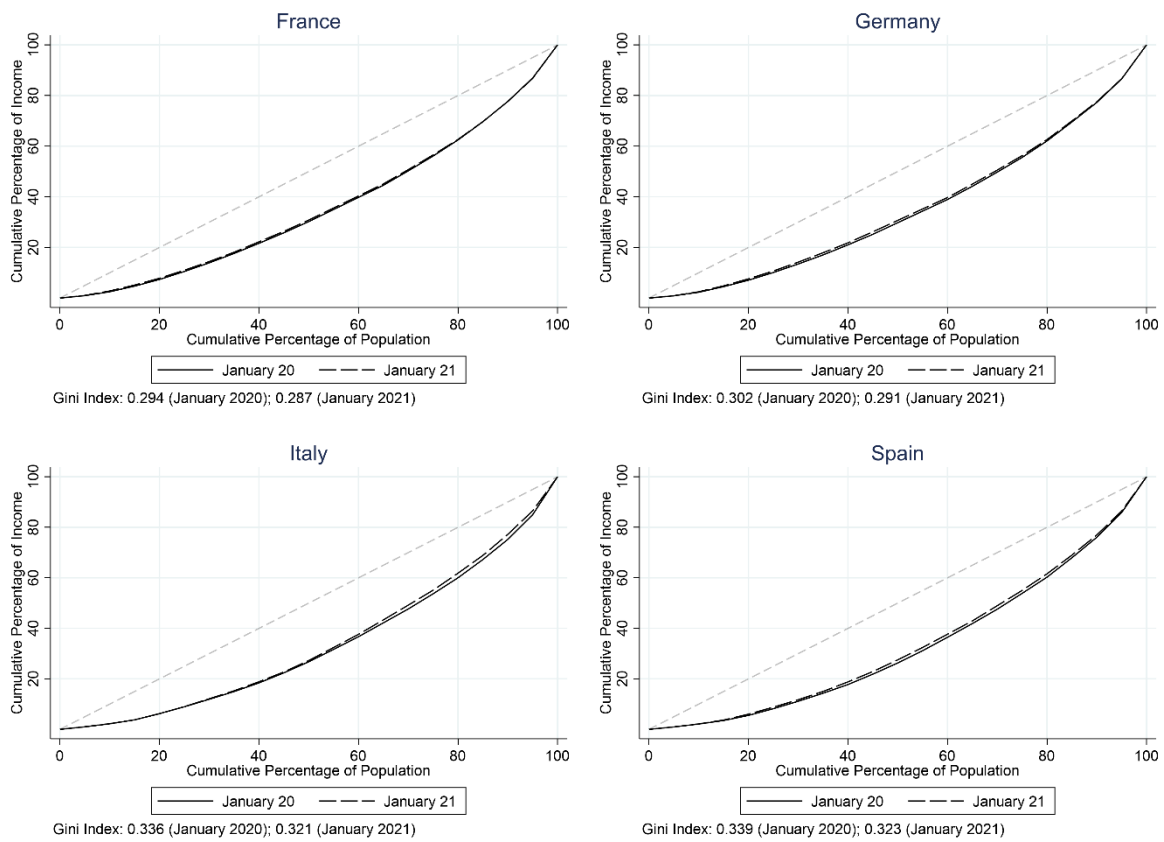 France
Cumulative Percentage of Income
100
80
60
40
20
0
20
40
60
80
100
Cumulative Percentage of Population
January 20
January 21
Gini Index: 0.294 (January 2020); 0.287 (January 2021)
Germany
Cumulative Percentage of Income
100
80
60
40
20
0
20
40
60
80
100
Cumulative Percentage of Population
January 20
January 21
Gini Index: 0.302 (January 2020); 0.291 (January 2021)
Italy
Cumulative Percentage of Income
100
80
60
40
20
0
20
40
60
80
100
Cumulative Percentage of Population
January 20
January 21
Gini Index: 0.336 (January 2020); 0.321 (January 2021)
Spain
Cumulative Percentage of Income
100
80
60
40
20
0
20
40
60
80
100
Cumulative Percentage of Population
January 20
January 21
Gini Index: 0.339 (January 2020); 0.323 (January 2021)